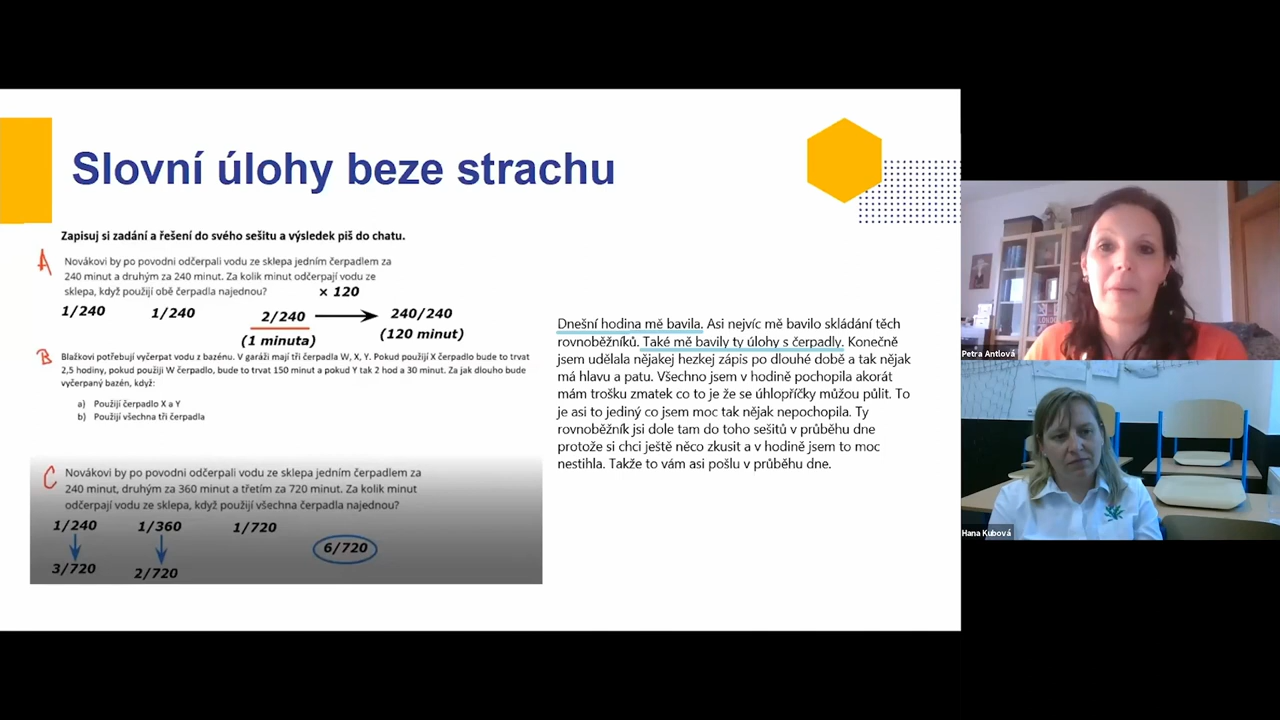 Slovní úlohy beze strachu
Zapisuj si zadání a řešení do svého sešitu a výsledek piš do chatu.
A
Novákovi by po povodni odčerpali vodu ze sklepa jedním čerpadlem za
240 minut a druhým za 240 minut. Za kolik minut odčerpají vodu ze
sklepa, když použijí obě čerpadla najednou?
× 120
1/240 1/240 2/240 240/240
(1 minuta) (120 minut)
B
Blažkovi potřebují vyčerpat vodu z bazénu. V garáži mají tři čerpadla W, X, Y. Pokud použijí X čerpadlo bude to trvat
2,5 hodiny, pokud použiji W čerpadlo, bude to trvat 150 minut a pokud Y tak 2 hod a 30 minut. Za jak dlouho bude
vyčerpaný bazén, když:
a) Použijí čerpadlo X a Y
b) Použijí všechna tři čerpadla
C
Novákovi by po povodni odčerpali vodu ze sklepa jedním čerpadlem za
240 minut, druhým za 360 minut a třetím za 720 minut. Za kolik minut
odčerpají vodu ze sklepa, když použijí všechna čerpadla najednou?
1/240 1/360 1/720
6/720
3/720 2/720
Dnešní hodina mě bavila. Asi nejvíc mě bavilo skládání těch
rovnoběžníků. Také mě bavily ty úlohy s čerpadly. Konečně
jsem udělala nějakej hezkej zápis po dlouhé době a tak nějak
má hlavu a patu. Všechno jsem v hodině pochopila akorát
mám trošku zmatek co to je že se úhlopříčky můžou půlit. To
je asi to jediný co jsem moc tak nějak nepochopila. Ty
rovnoběžník jsi dole tam do toho sešitů v průběhu dne
protože si chci ještě něco zkusit a v hodině jsem to moc
nestihla. Takže to vám asi pošlu v průběhu dne.
Petra Antlová
Hana Kubová